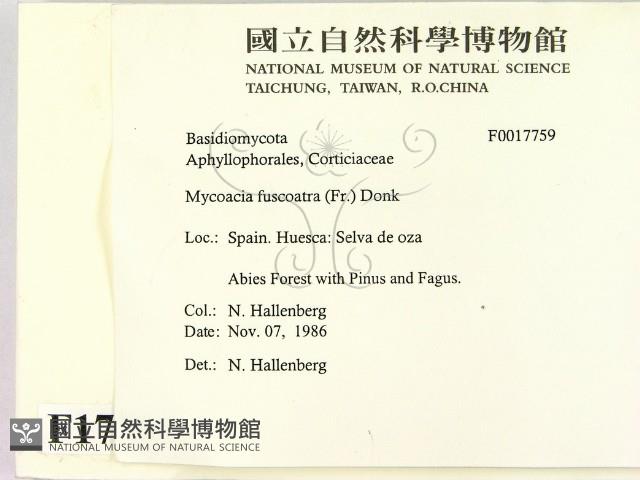 國立自然科學博物館
NATIONAL MUSEUM OF NATURAL SCIENCE
TAICHUNG, TAIWAN, R.O.CHINA
Basidiomycota F0017759
Aphyllophorales, Corticiaceae
Mycoacia fuscoatra (Fr.) Donk
Loc.: Spain. Huesca: Selva de oza
Abies Forest with Pinus and Fagus.
Col.: N. Hallenberg
Date: Nov. 07, 1986
Det.: N. Hallenberg
F17
國立自然科學博物館
NATIONAL MUSEUM OF NATURAL SCIENCE